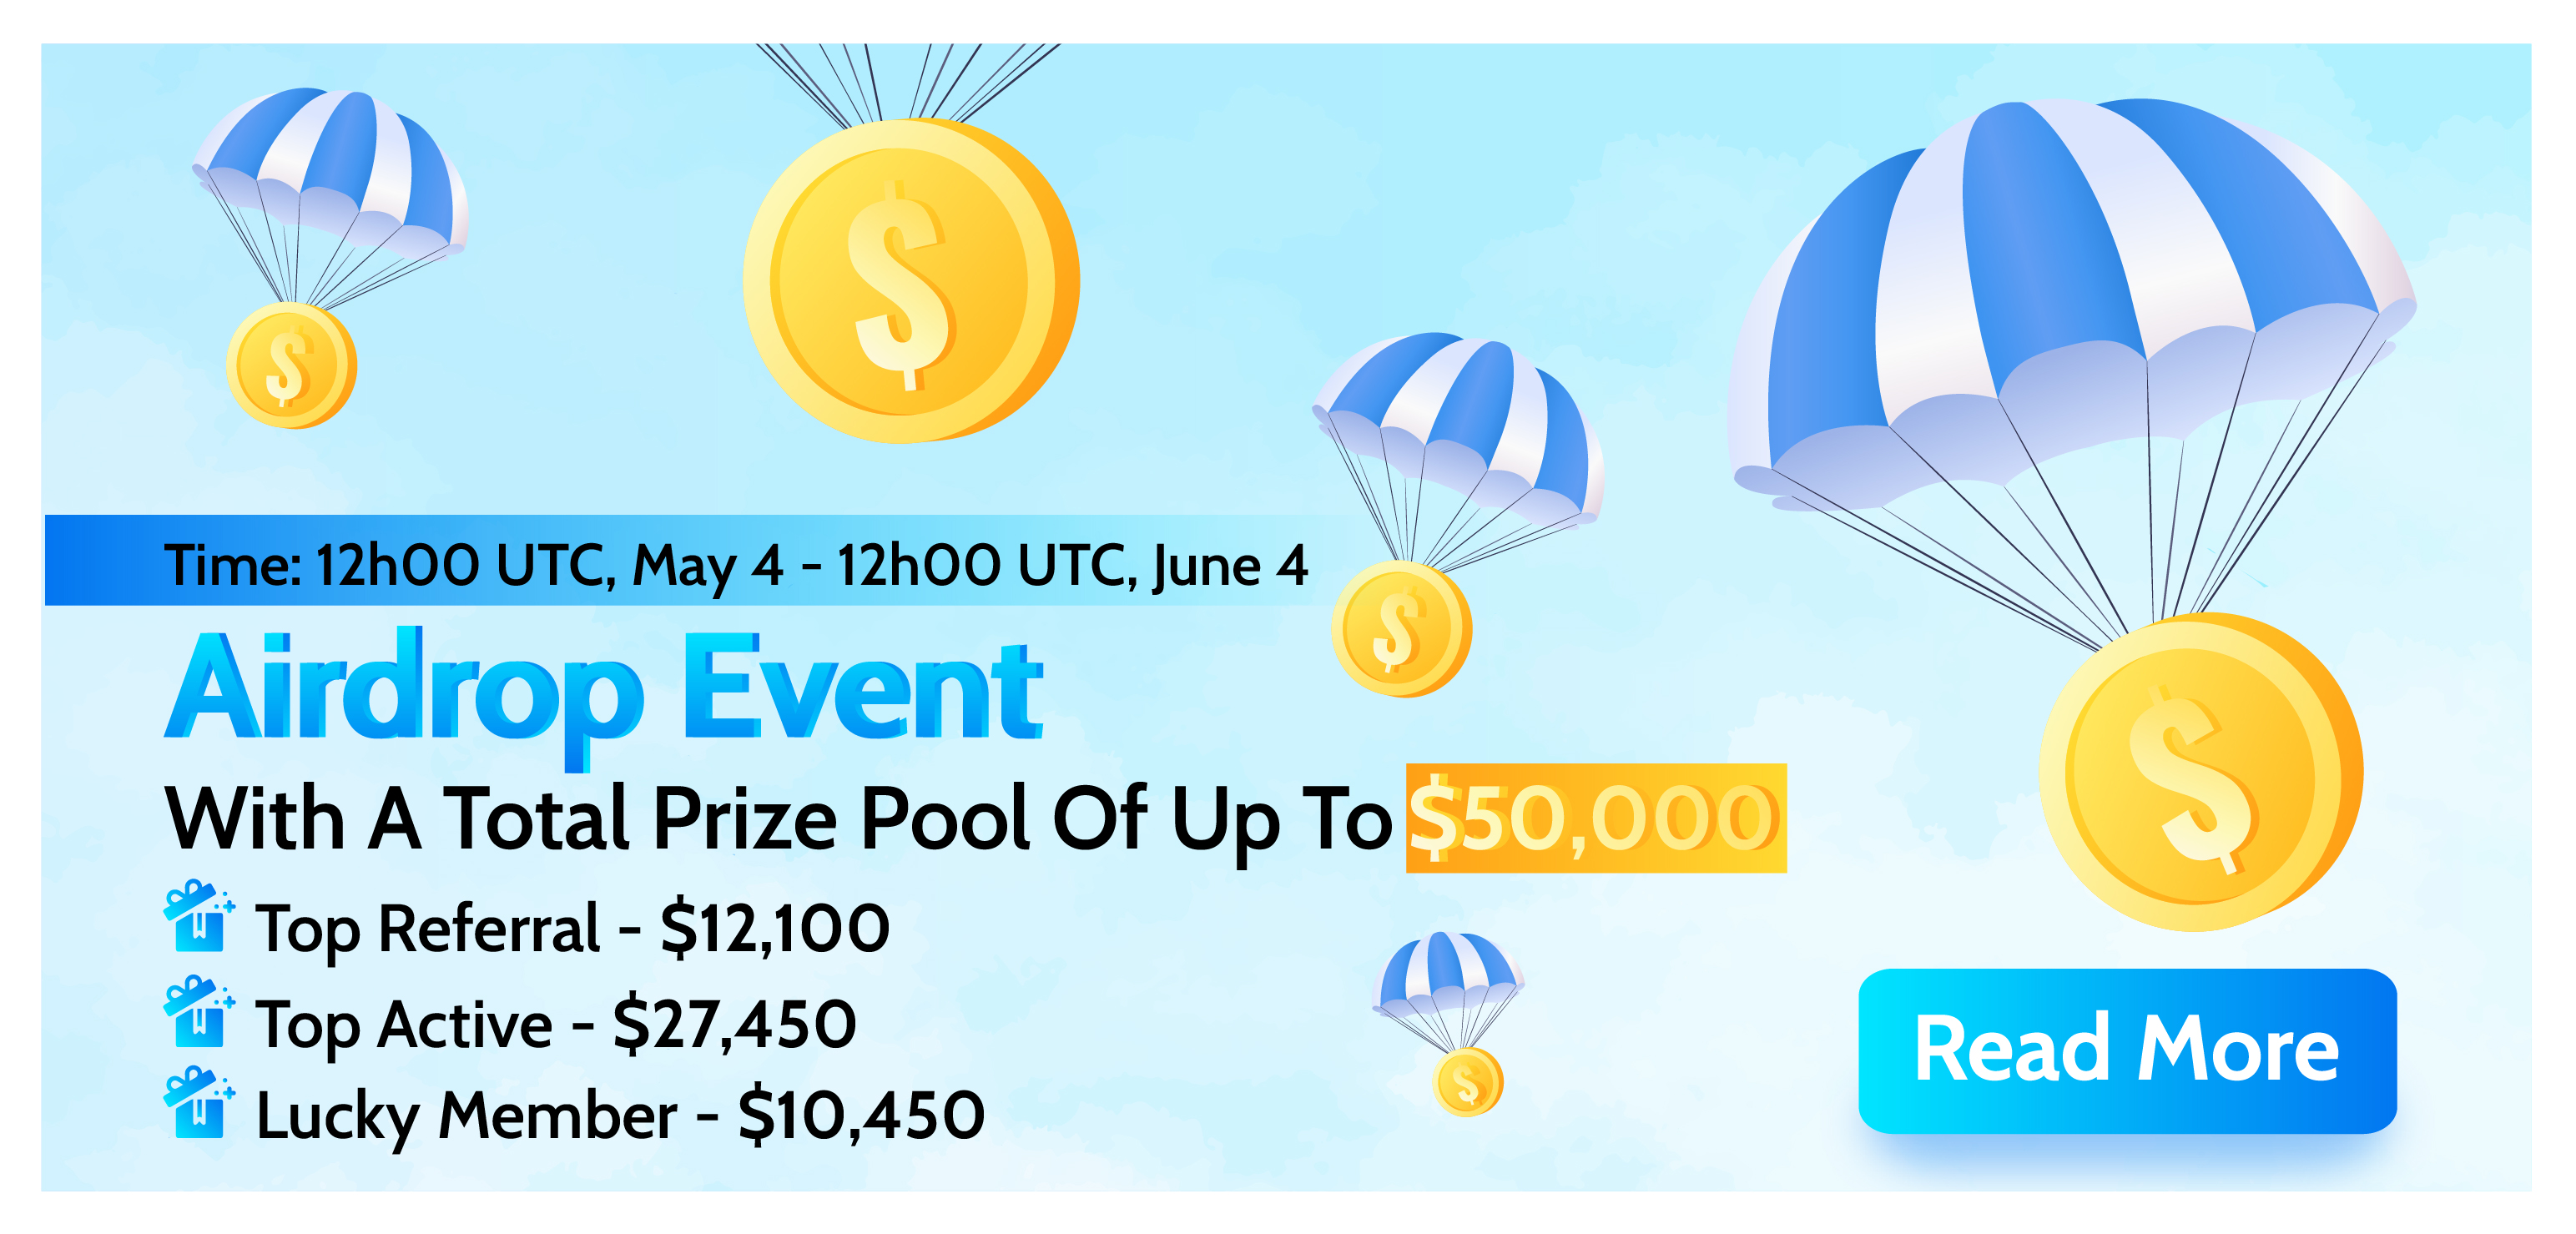 Time: 12h00 UTC, May 4 - 12h00 UTC, June 4
Airdrop Event
With A Total Prize Pool Of Up To $50,000
Top Referral - $12,100
Top Active - $27,450
Lucky Member - $10,450
Read More